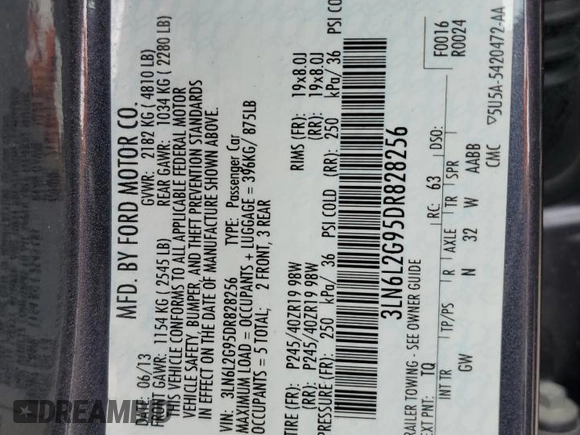 MFD. BY FORD MOTOR CO.
DATE: 06/13 GVWR: 2182 KG ( 4810 LB)
FRONT GAWR: 1154 KG ( 2545 LB) REAR GAWR: 1034 KG ( 2280 LB)
THIS VEHICLE CONFORMS TO ALL APPLICABLE FEDERAL MOTOR
VEHICLE SAFETY, BUMPER, AND THEFT PREVENTION STANDARDS
IN EFFECT ON THE DATE OF MANUFACTURE SHOWN ABOVE.
VIN: 3LN6L2G95DR828256 TYPE: Passenger Car
MAXIMUM LOAD = OCCUPANTS + LUGGAGE = 396KG/ 875LB
OCCUPANTS = 5 TOTAL; 2 FRONT, 3 REAR
TIRE (FR): P245/40ZR19 98W RIMS (FR): 19x8.0J
(RR): P245/40ZR19 98W (RR): 19x8.0J
PRESSURE (FR): 250 kPa/ 36 PSI COLD (RR): 250 kPa/ 36 PSI CO
3LN6L2G95DR828256
TRAILER TOWING - SEE OWNER GUIDE
EXT PNT: TQ RC: 63 DSO: F0016
R0024
INT TR TP/PS R AXLE TR SPR
GW N 32 W AABB
CMC ▽5U5A-5420472-AA
DREAMBID